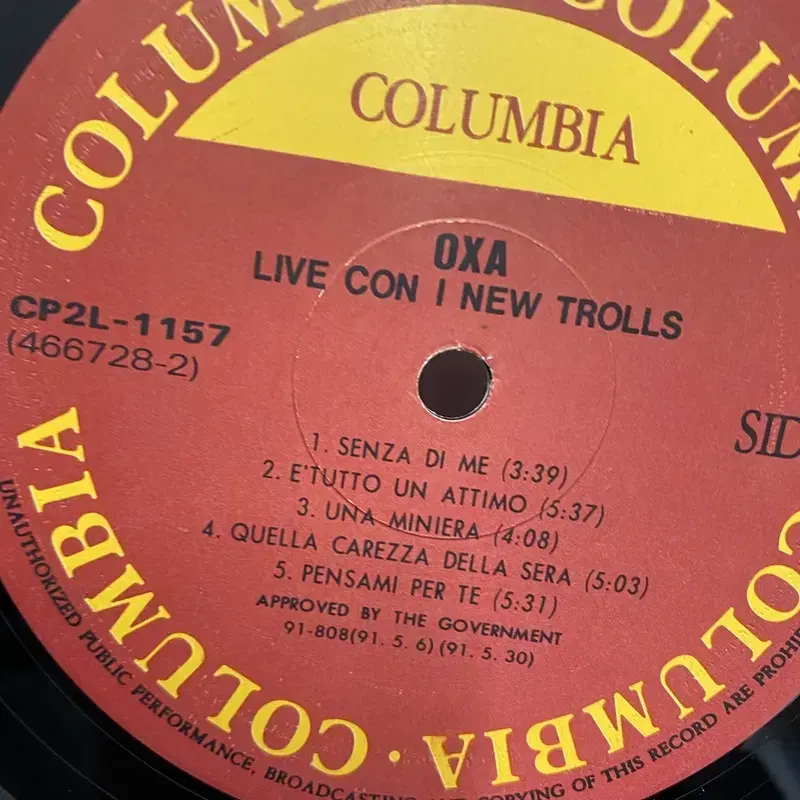 COLUMBIA
COLUMBIA
OXA
LIVE CON I NEW TROLLS
CP2L-1157
(466728-2)
1. SENZA DI ME (3:39)
2. E'TUTTO UN ATTIMO (5:37)
3. UNA MINIERA (4:08)
4. QUELLA CAREZZA DELLA SERA (5:03)
5. PENSAMI PER TE (5:31)
APPROVED BY THE GOVERNMENT
91-808(91. 5. 6) (91. 5. 30)
COLUMBIA · COLUMBIA
COLUMBIA
UNAUTHORIZED PUBLIC PERFORMANCE, BROADCASTING AND COPYING OF THIS RECORD ARE